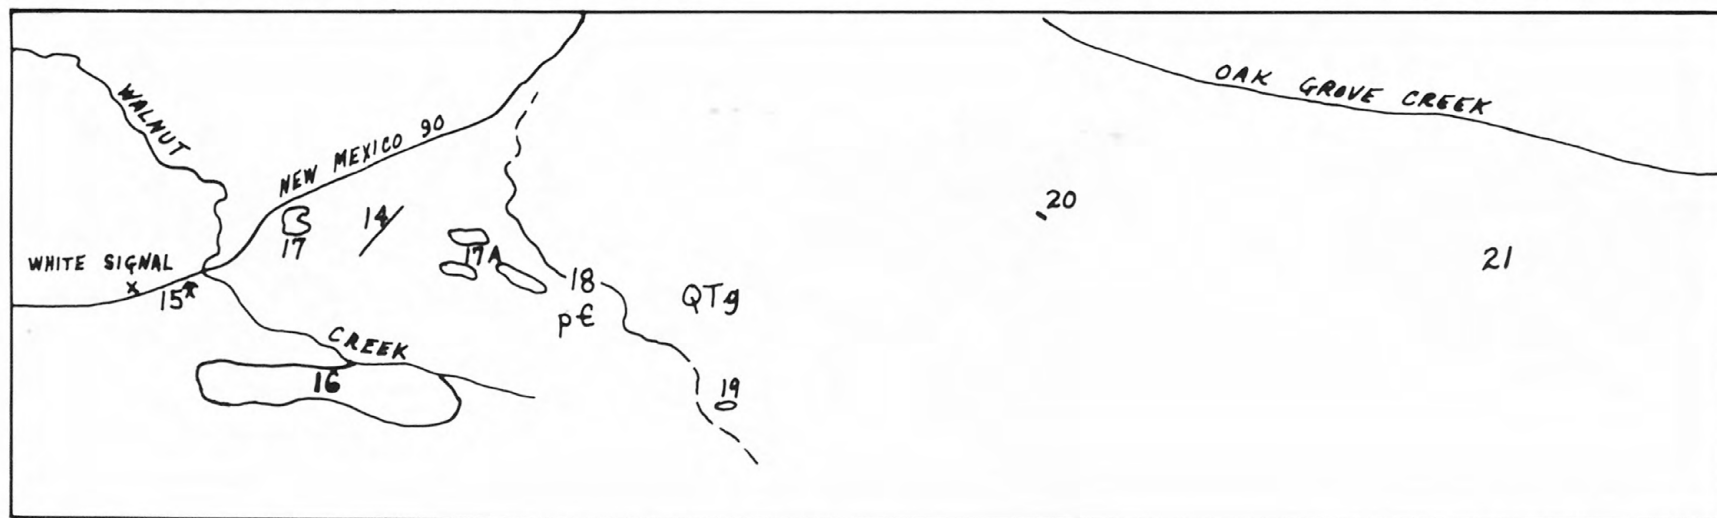 OAK GROVE CREEK
WALNUT
NEW MEXICO 90
20
14
17
17A
21
WHITE SIGNAL
18
15
QTg
p€
CREEK
16
19